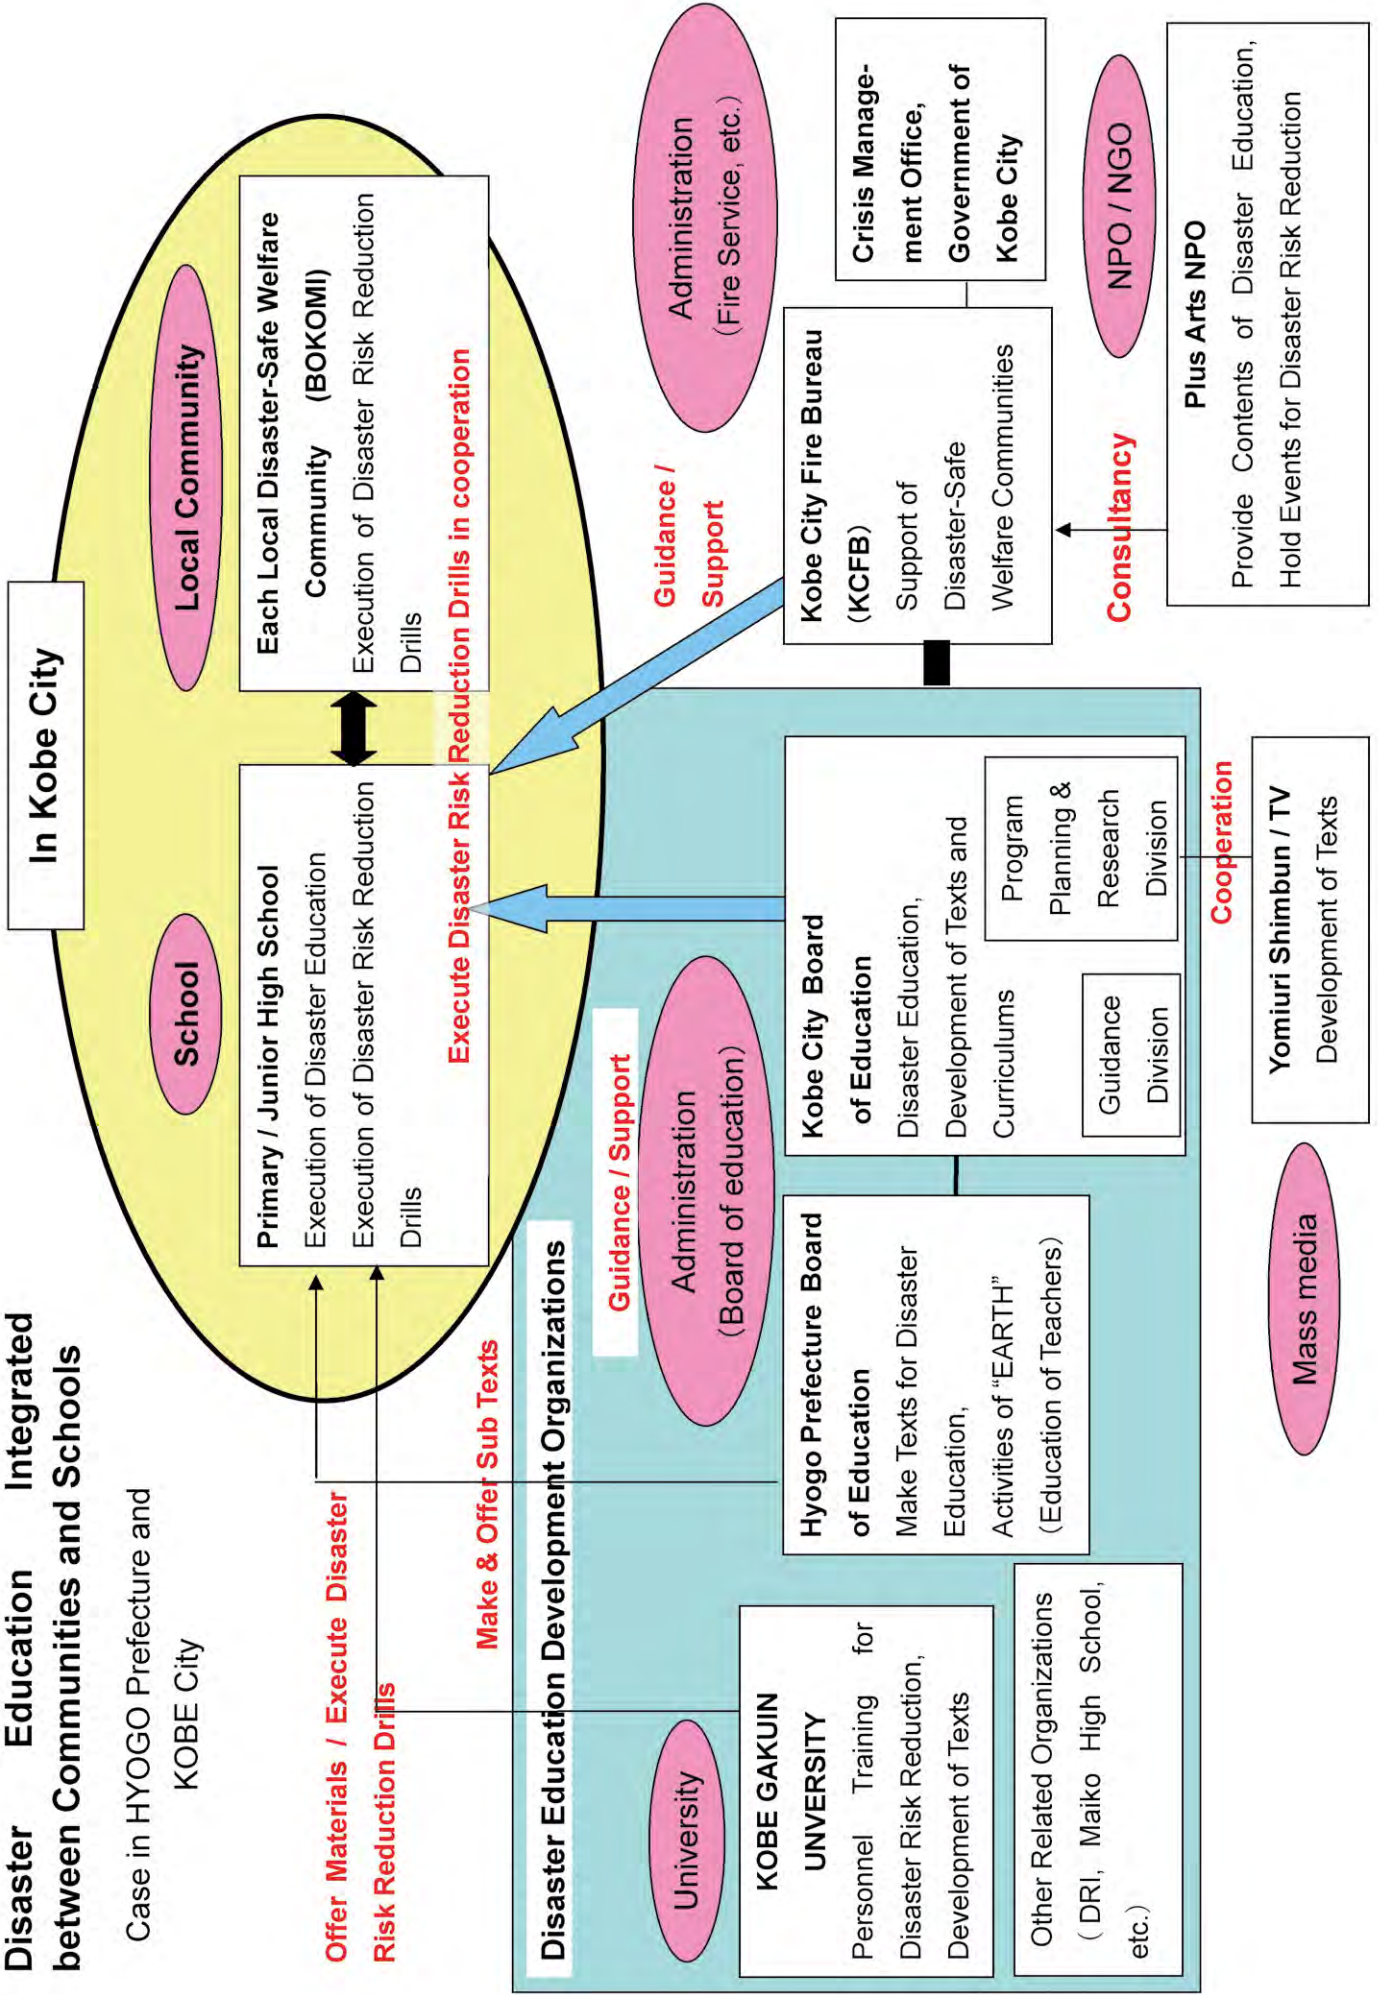 Disaster Education Integrated
between Communities and Schools
Case in HYOGO Prefecture and
KOBE City
In Kobe City
School
Local Community
Primary / Junior High School
Execution of Disaster Education
Execution of Disaster Risk Reduction
Drills
Each Local Disaster-Safe Welfare
Community (BOKOMI)
Execution of Disaster Risk Reduction
Drills
Execute Disaster Risk Reduction Drills in cooperation
Offer Materials / Execute Disaster
Risk Reduction Drills
Make & Offer Sub Texts
Disaster Education Development Organizations
Guidance / Support
Guidance /
Support
University
Administration
(Board of education)
Administration
(Fire Service, etc.)
KOBE GAKUIN
UNVERSITY
Personnel Training for
Disaster Risk Reduction,
Development of Texts
Hyogo Prefecture Board
of Education
Make Texts for Disaster
Education,
Activities of “EARTH”
(Education of Teachers)
Kobe City Board
of Education
Disaster Education,
Development of Texts and
Curriculums
Guidance
Division
Program
Planning &
Research
Division
Kobe City Fire Bureau
(KCFB)
Support of
Disaster-Safe
Welfare Communities
Crisis Manage-
ment Office,
Government of
Kobe City
Other Related Organizations
( DRI, Maiko High School,
etc.)
Consultancy
NPO / NGO
Plus Arts NPO
Provide Contents of Disaster Education,
Hold Events for Disaster Risk Reduction
Cooperation
Mass media
Yomiuri Shimbun / TV
Development of Texts